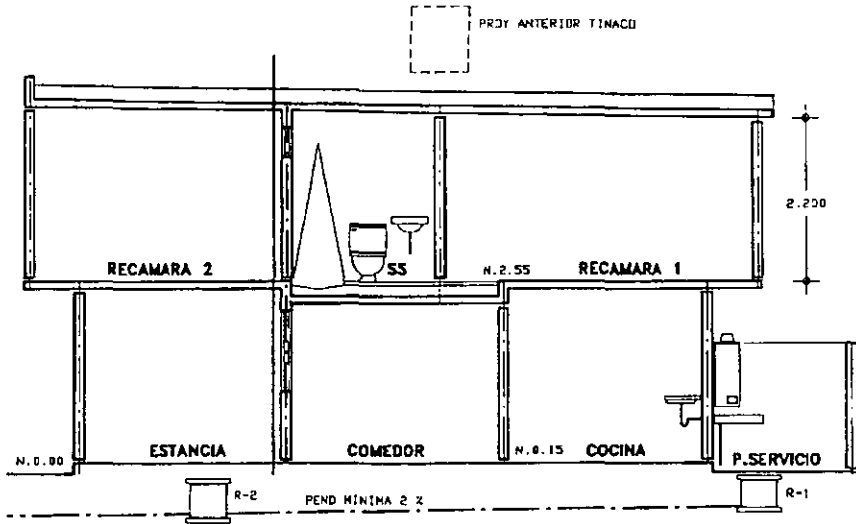 PROY ANTERIOR TINACO
2.200
RECAMARA 2
SS
N.2.55
RECAMARA 1
N.0.00
ESTANCIA
COMEDOR
N.0.15
COCINA
P.SERVICIO
R-2
PEND MINIMA 2 %
R-1